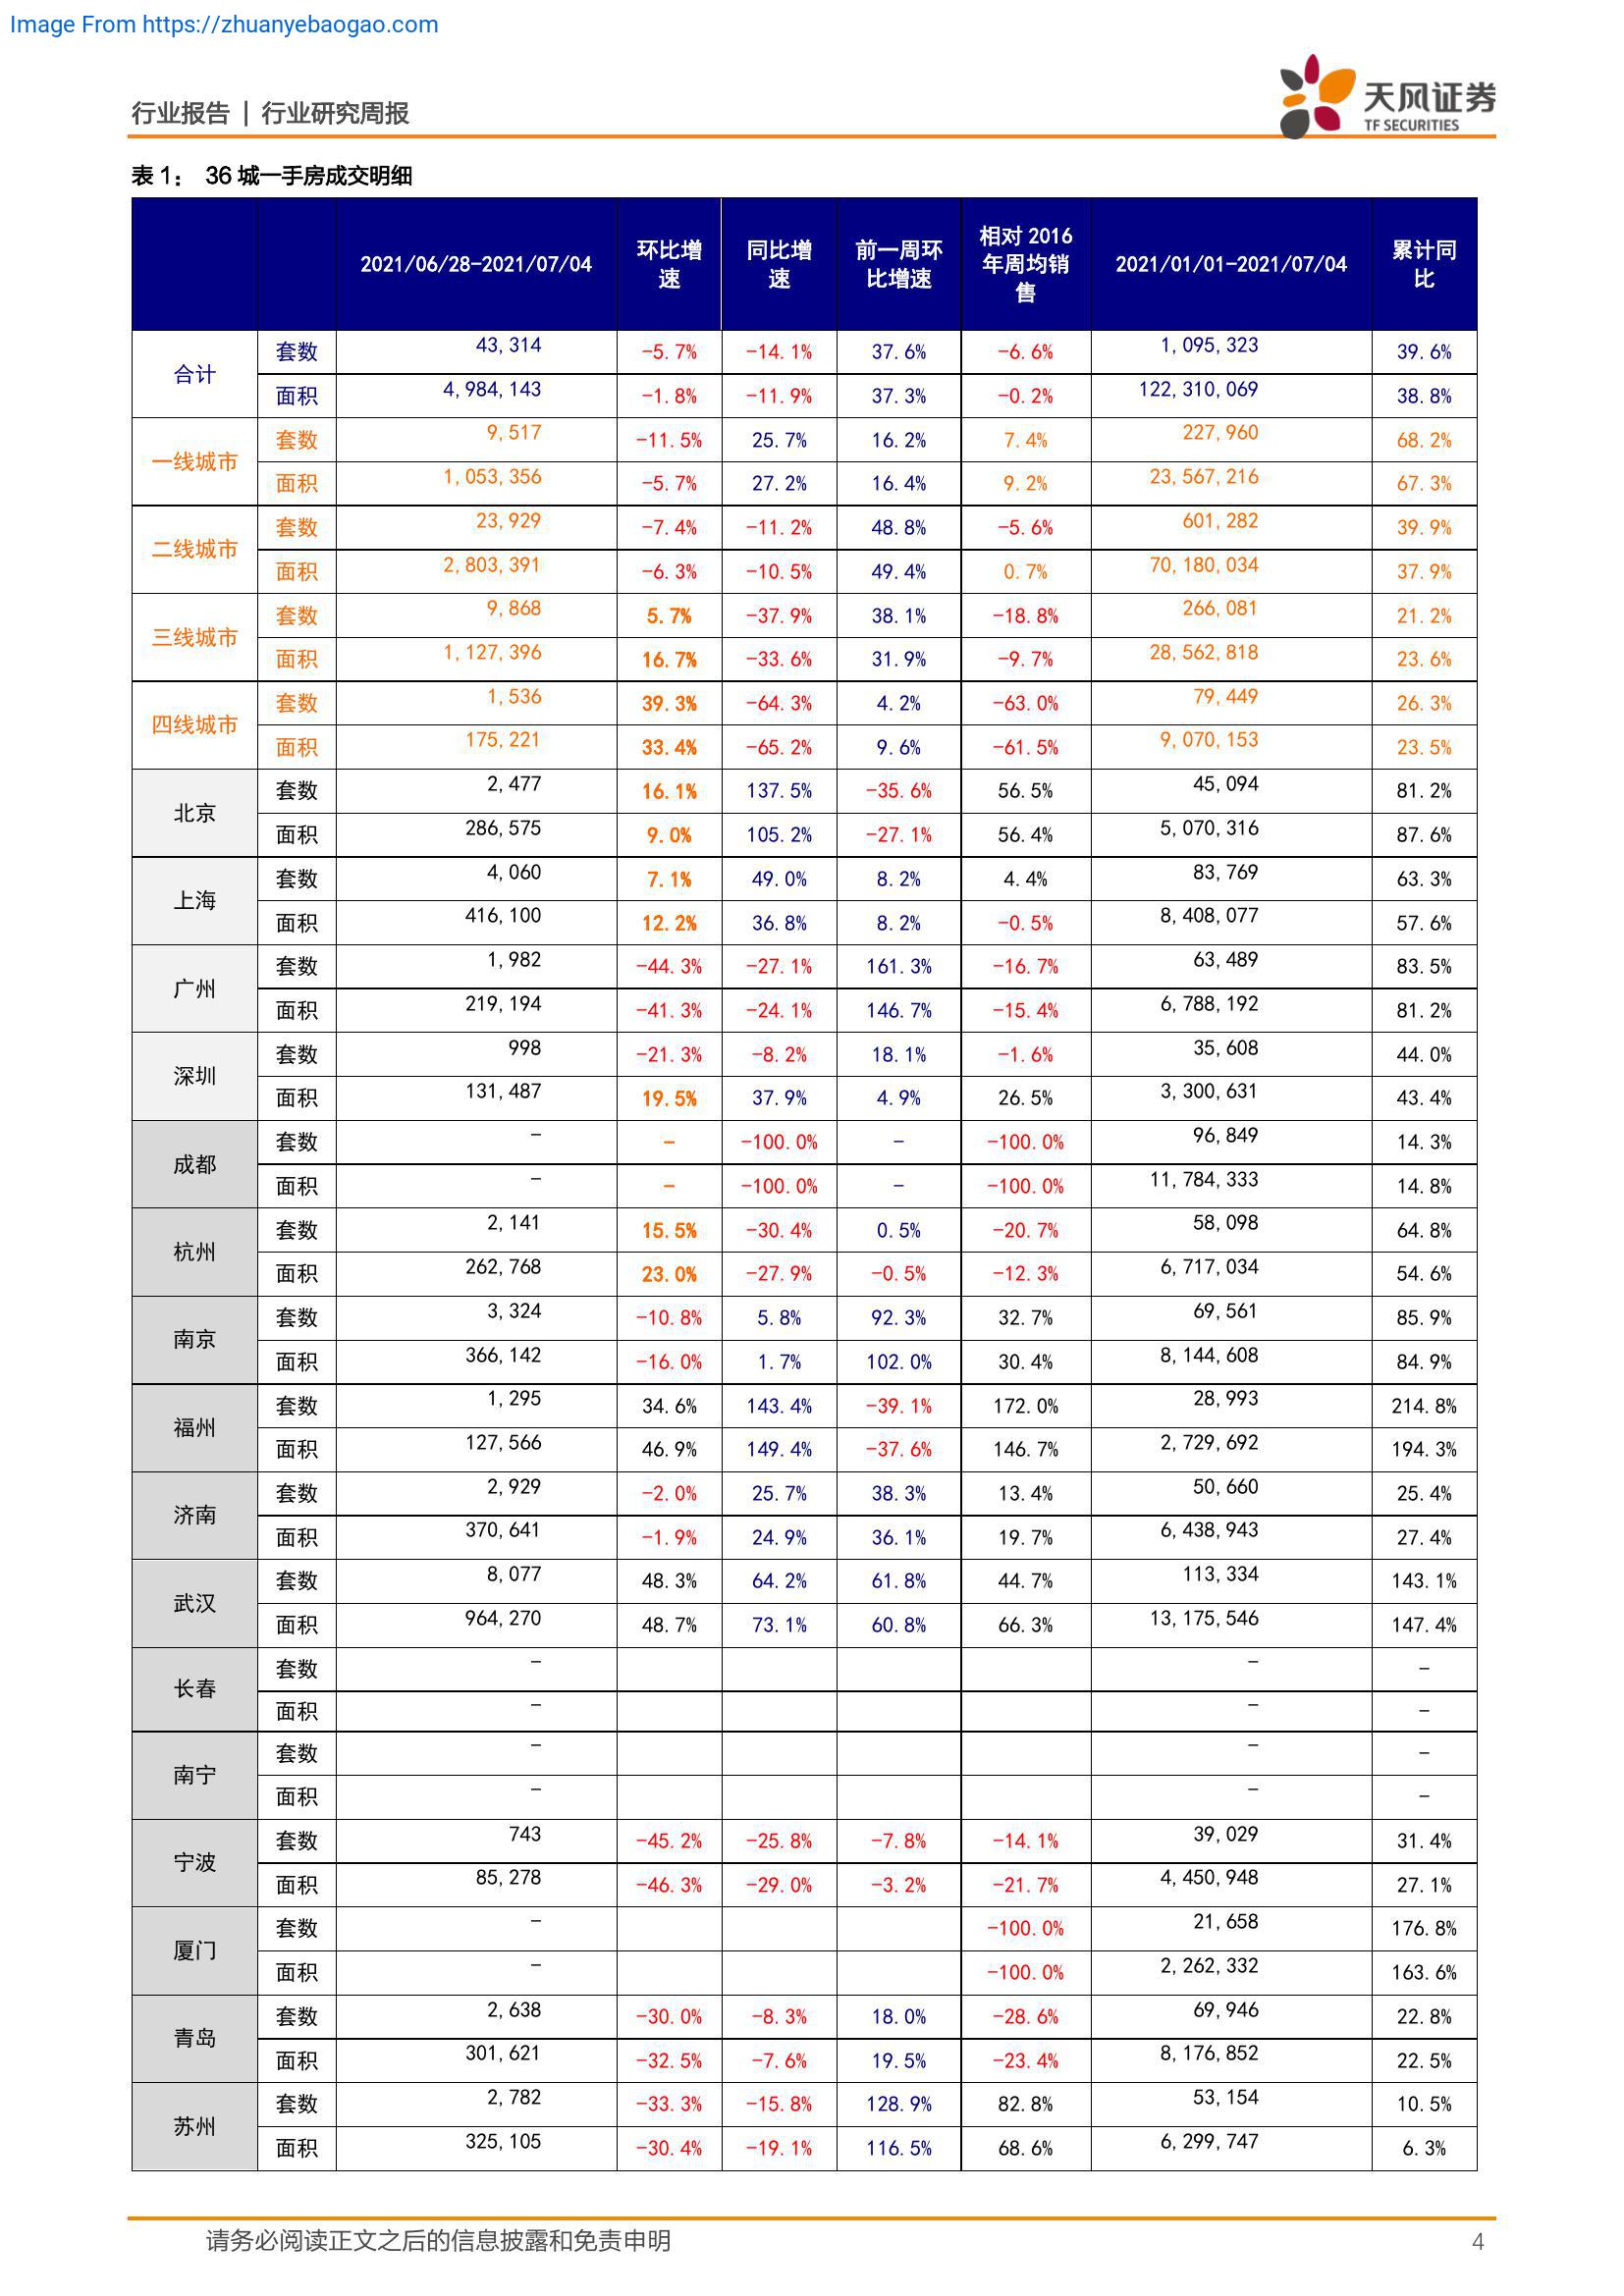 Image From https://zhuanyebaogao.com
行业报告 | 行业研究周报
天风证券
TF SECURITIES
表 1： 36 城一手房成交明细
2021/06/28-2021/07/04 环比增速 同比增速 前一周环比增速 相对 2016 年周均销售 2021/01/01-2021/07/04 累计同比
合计 套数 43,314 -5.7% -14.1% 37.6% -6.6% 1,095,323 39.6%
面积 4,984,143 -1.8% -11.9% 37.3% -0.2% 122,310,069 38.8%
一线城市 套数 9,517 -11.5% 25.7% 16.2% 7.4% 227,960 68.2%
面积 1,053,356 -5.7% 27.2% 16.4% 9.2% 23,567,216 67.3%
二线城市 套数 23,929 -7.4% -11.2% 48.8% -5.6% 601,282 39.9%
面积 2,803,391 -6.3% -10.5% 49.4% 0.7% 70,180,034 37.9%
三线城市 套数 9,868 5.7% -37.9% 38.1% -18.8% 266,081 21.2%
面积 1,127,396 16.7% -33.6% 31.9% -9.7% 28,562,818 23.6%
四线城市 套数 1,536 39.3% -64.3% 4.2% -63.0% 79,449 26.3%
面积 175,221 33.4% -65.2% 9.6% -61.5% 9,070,153 23.5%
北京 套数 2,477 16.1% 137.5% -35.6% 56.5% 45,094 81.2%
面积 286,575 9.0% 105.2% -27.1% 56.4% 5,070,316 87.6%
上海 套数 4,060 7.1% 49.0% 8.2% 4.4% 83,769 63.3%
面积 416,100 12.2% 36.8% 8.2% -0.5% 8,408,077 57.6%
广州 套数 1,982 -44.3% -27.1% 161.3% -16.7% 63,489 83.5%
面积 219,194 -41.3% -24.1% 146.7% -15.4% 6,788,192 81.2%
深圳 套数 998 -21.3% -8.2% 18.1% -1.6% 35,608 44.0%
面积 131,487 19.5% 37.9% 4.9% 26.5% 3,300,631 43.4%
成都 套数 - - -100.0% - -100.0% 96,849 14.3%
面积 - - -100.0% - -100.0% 11,784,333 14.8%
杭州 套数 2,141 15.5% -30.4% 0.5% -20.7% 58,098 64.8%
面积 262,768 23.0% -27.9% -0.5% -12.3% 6,717,034 54.6%
南京 套数 3,324 -10.8% 5.8% 92.3% 32.7% 69,561 85.9%
面积 366,142 -16.0% 1.7% 102.0% 30.4% 8,144,608 84.9%
福州 套数 1,295 34.6% 143.4% -39.1% 172.0% 28,993 214.8%
面积 127,566 46.9% 149.4% -37.6% 146.7% 2,729,692 194.3%
济南 套数 2,929 -2.0% 25.7% 38.3% 13.4% 50,660 25.4%
面积 370,641 -1.9% 24.9% 36.1% 19.7% 6,438,943 27.4%
武汉 套数 8,077 48.3% 64.2% 61.8% 44.7% 113,334 143.1%
面积 964,270 48.7% 73.1% 60.8% 66.3% 13,175,546 147.4%
长春 套数 - - -
面积 - - -
南宁 套数 - - -
面积 - - -
宁波 套数 743 -45.2% -25.8% -7.8% -14.1% 39,029 31.4%
面积 85,278 -46.3% -29.0% -3.2% -21.7% 4,450,948 27.1%
厦门 套数 - -100.0% 21,658 176.8%
面积 - -100.0% 2,262,332 163.6%
青岛 套数 2,638 -30.0% -8.3% 18.0% -28.6% 69,946 22.8%
面积 301,621 -32.5% -7.6% 19.5% -23.4% 8,176,852 22.5%
苏州 套数 2,782 -33.3% -15.8% 128.9% 82.8% 53,154 10.5%
面积 325,105 -30.4% -19.1% 116.5% 68.6% 6,299,747 6.3%
请务必阅读正文之后的信息披露和免责申明 4